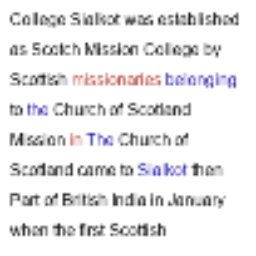 College Sialkot was established
as Scotch Mission College by
Scottish missionaries belonging
to the Church of Scotland
Mission in The Church of
Scotland came to Sialkot then
Part of British India in January
when the first Scottish